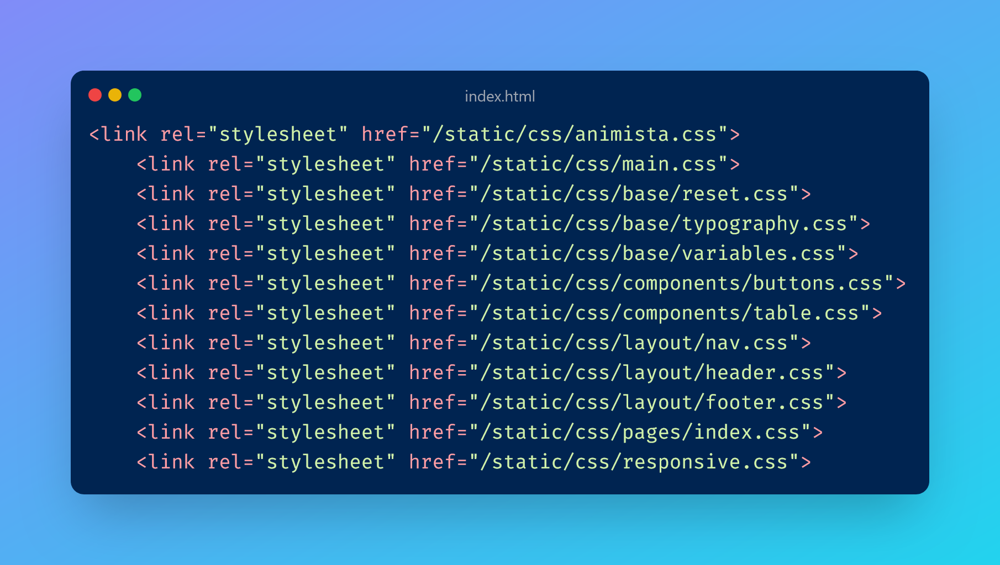 index.html
<link rel="stylesheet" href="/static/css/animista.css">
<link rel="stylesheet" href="/static/css/main.css">
<link rel="stylesheet" href="/static/css/base/reset.css">
<link rel="stylesheet" href="/static/css/base/typography.css">
<link rel="stylesheet" href="/static/css/base/variables.css">
<link rel="stylesheet" href="/static/css/components/buttons.css">
<link rel="stylesheet" href="/static/css/components/table.css">
<link rel="stylesheet" href="/static/css/layout/nav.css">
<link rel="stylesheet" href="/static/css/layout/header.css">
<link rel="stylesheet" href="/static/css/layout/footer.css">
<link rel="stylesheet" href="/static/css/pages/index.css">
<link rel="stylesheet" href="/static/css/responsive.css">